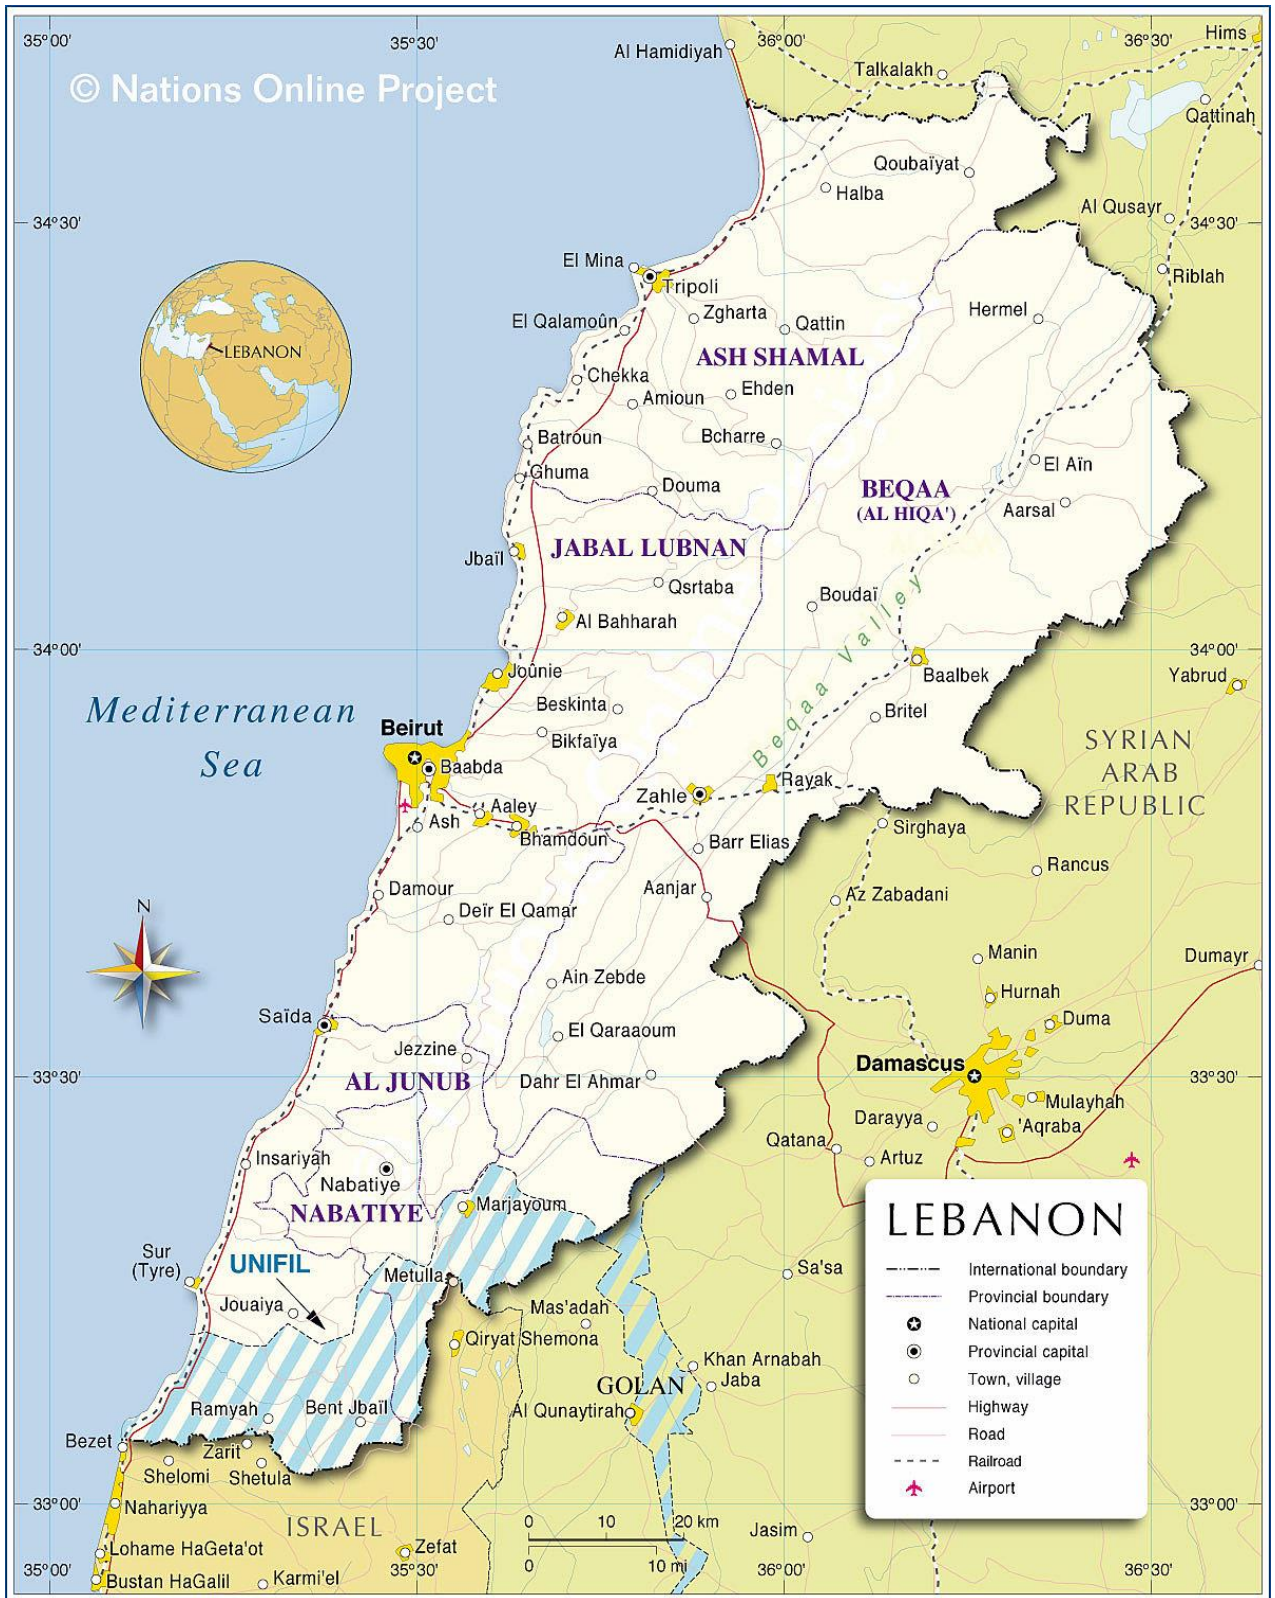 35°00'
35°30'
36°00'
36°30'
Hims
Al Hamidiyah
Talkalakh
© Nations Online Project
Qattinah
Qoubaïyat
Halba
Al Qusayr
34°30'
34°30'
El Mina
Riblah
Tripoli
Zgharta
Hermel
El Qalamoûn
Qattin
LEBANON
ASH SHAMAL
Chekka
Ehden
Amioun
Batroun
Bcharre
El Aïn
Ghuma
Douma
BEQAA
(AL HIQA')
Aarsal
JABAL LUBNAN
Jbaïl
Qsrtaba
Boudaï
Al Bahharah
Beqaa Valley
34°00'
34°00'
Joûnie
Baalbek
Yabrud
Mediterranean
Sea
Beskinta
Britel
Beirut
Bikfaïya
SYRIAN
ARAB
REPUBLIC
Baabda
Rayak
Zahle
Aaley
Ash
Bhamdoun
Sirghaya
Barr Elias
Rancus
Damour
Aanjar
Az Zabadani
N
Deïr El Qamar
Manin
Dumayr
Ain Zebde
Hurnah
Saïda
El Qaraaoum
Duma
Jezzine
Damascus
33°30'
33°30'
AL JUNUB
Dahr El Ahmar
Mulayhah
Darayya
'Aqraba
Qatana
Insariyah
Artuz
Nabatiye
Marjayoum
NABATIYE
LEBANON
Sur
(Tyre)
UNIFIL
Metulla
Sa'sa
International boundary
Provincial boundary
Jouaiya
Mas'adah
National capital
Qiryat Shemona
Provincial capital
Khan Arnabah
Town, village
GOLAN
Jaba
Ramyah
Bent Jbaïl
Al Qunaytirah
Highway
Road
Bezet
Zarit
Railroad
Shelomi
Shetula
Airport
Nahariyya
33°00'
33°00'
ISRAEL
0 10 20 km
Jasim
Lohame HaGeta'ot
Zefat
0 10 mi
35°00'
35°30'
36°00'
36°30'
Bustan HaGalil
Karmi'el